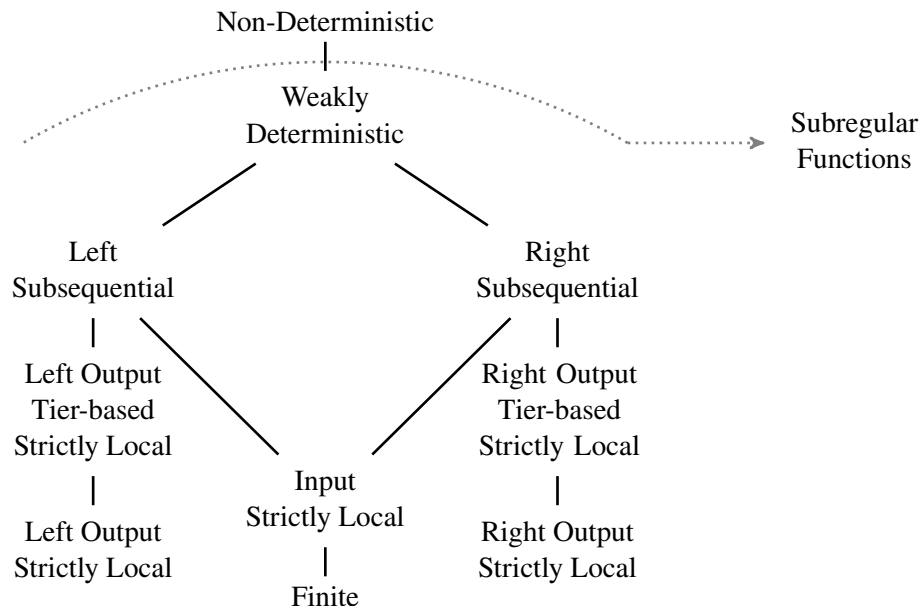 Non-Deterministic
Weakly
Deterministic
Subregular
Functions
Left
Subsequential
Right
Subsequential
Left Output
Tier-based
Strictly Local
Right Output
Tier-based
Strictly Local
Input
Strictly Local
Left Output
Strictly Local
Right Output
Strictly Local
Finite